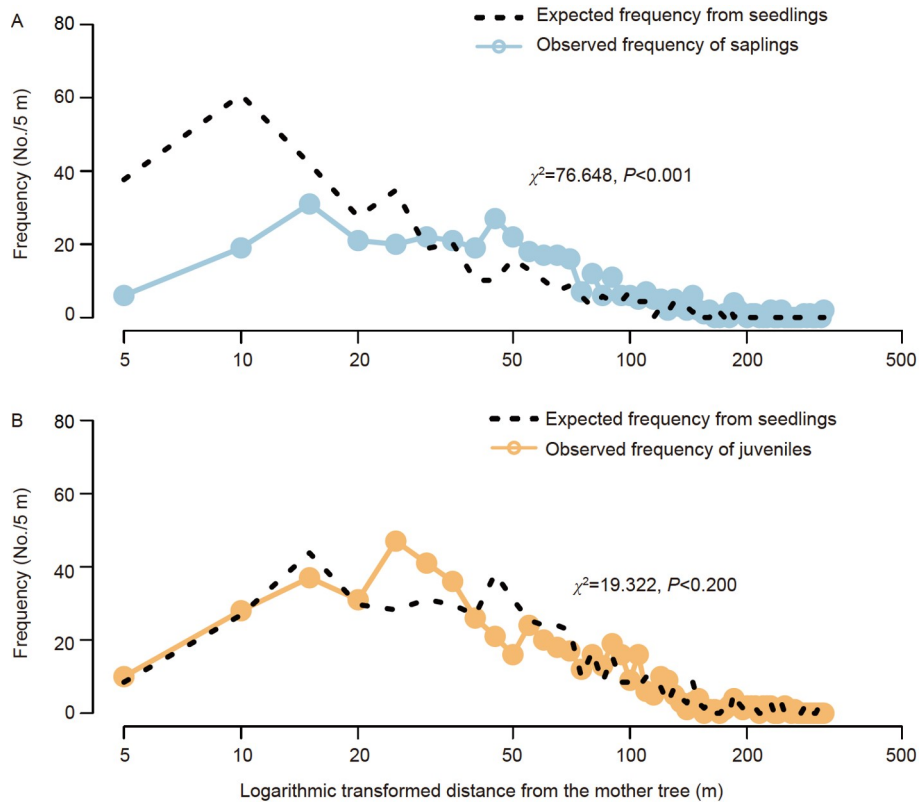 A
Expected frequency from seedlings
Observed frequency of saplings
80
60
40
20
0
Frequency (No./5 m)
χ²=76.648, P<0.001
5 10 20 50 100 200 500
B
Expected frequency from seedlings
Observed frequency of juveniles
80
60
40
20
0
Frequency (No./5 m)
χ²=19.322, P<0.200
5 10 20 50 100 200 500
Logarithmic transformed distance from the mother tree (m)